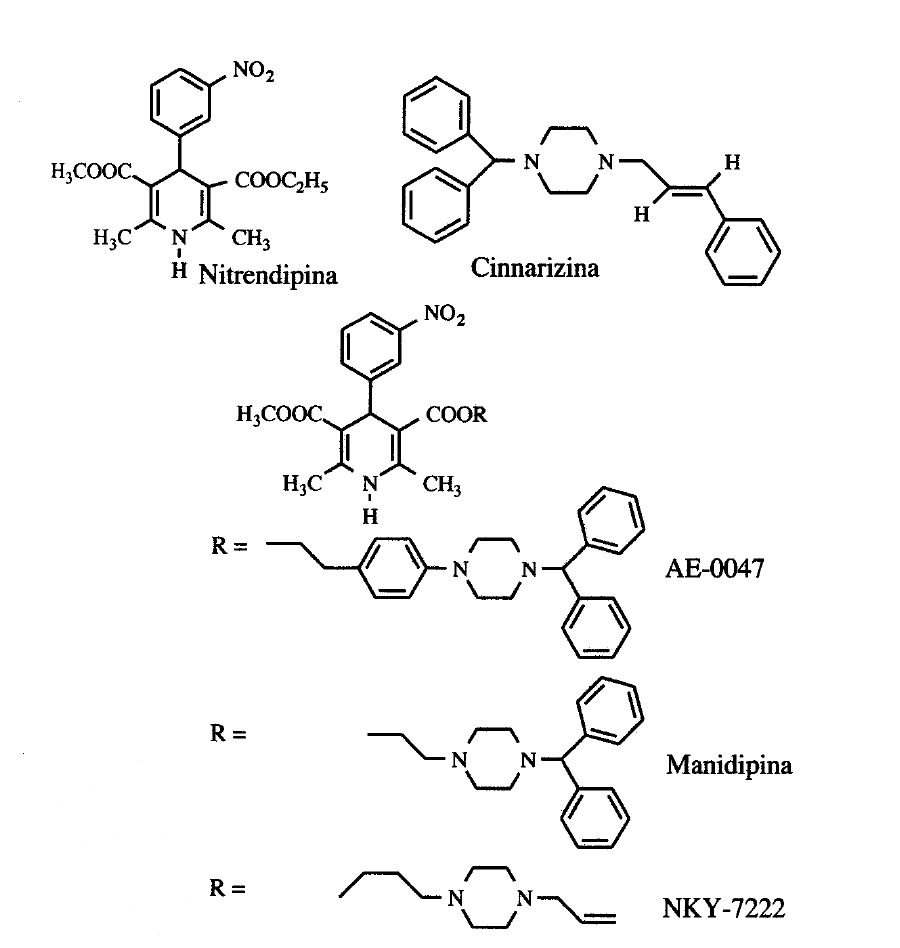 NO₂
H₃COOC COOC₂H₅
H₃C N CH₃
H
Nitrendipina
N N H
H
Cinnarizina
NO₂
H₃COOC COOR
H₃C N CH₃
H
R = N N AE-0047
R = N N Manidipina
R = N N NKY-7222